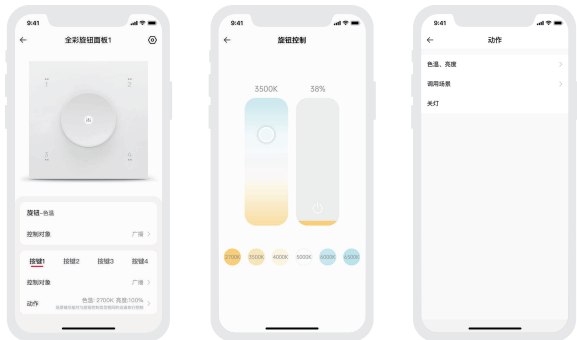 9:41
全彩旋钮面板1
1
2
3
4
旋钮-色温
控制对象
广播
按键1 按键2 按键3 按键4
控制对象
广播
动作
色温: 2700K 亮度:100%
9:41
旋钮控制
3500K 38%
2700K 3500K 4000K 5000K 6000K 6500K
9:41
动作
色温、亮度
调用场景
关灯